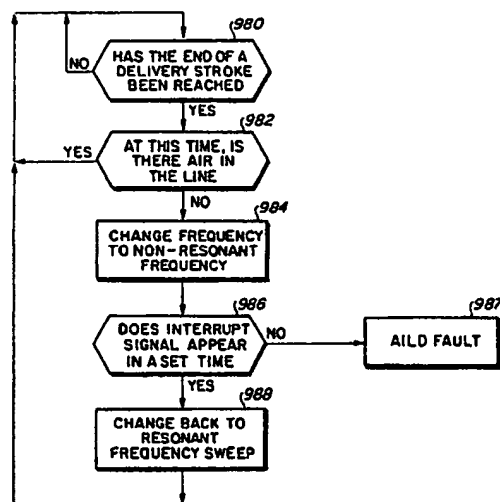 980
HAS THE END OF A
DELIVERY STROKE
BEEN REACHED
NO
YES
982
AT THIS TIME, IS
THERE AIR IN
THE LINE
YES
NO
984
CHANGE FREQUENCY
TO NON-RESONANT
FREQUENCY
986
DOES INTERRUPT
SIGNAL APPEAR
IN A SET TIME
NO
987
AILD FAULT
YES
988
CHANGE BACK TO
RESONANT
FREQUENCY SWEEP